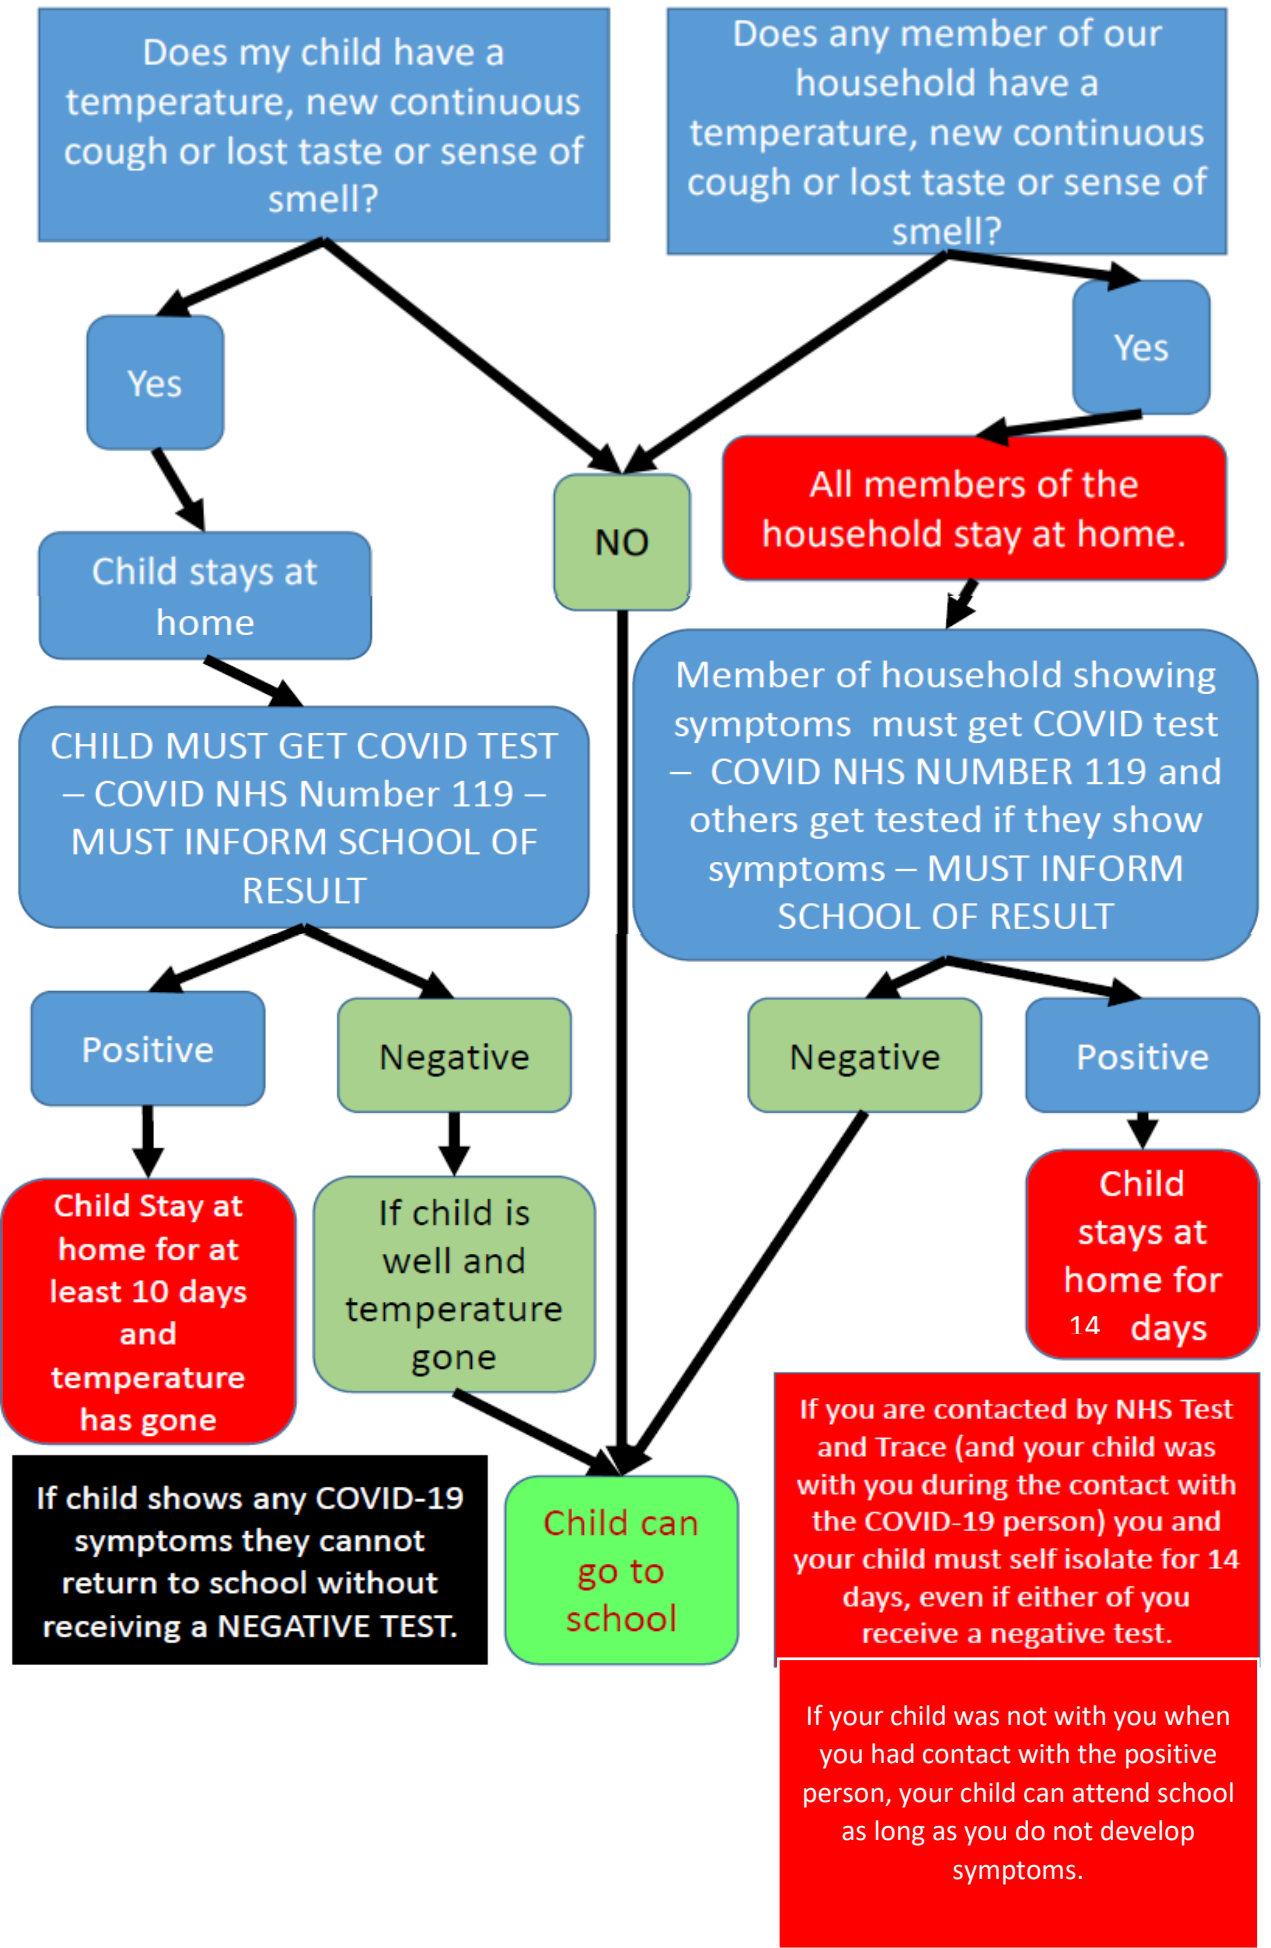 Does my child have a
temperature, new continuous
cough or lost taste or sense of
smell?
Does any member of our
household have a
temperature, new continuous
cough or lost taste or sense of
smell?
Yes
Yes
NO
All members of the
household stay at home.
Child stays at
home
CHILD MUST GET COVID TEST
– COVID NHS Number 119 –
MUST INFORM SCHOOL OF
RESULT
Member of household showing
symptoms must get COVID test
– COVID NHS NUMBER 119 and
others get tested if they show
symptoms – MUST INFORM
SCHOOL OF RESULT
Positive
Negative
Negative
Positive
Child Stay at
home for at
least 10 days
and
temperature
has gone
If child is
well and
temperature
gone
Child
stays at
home for
14 days
If child shows any COVID-19
symptoms they cannot
return to school without
receiving a NEGATIVE TEST.
Child can
go to
school
If you are contacted by NHS Test
and Trace (and your child was
with you during the contact with
the COVID-19 person) you and
your child must self isolate for 14
days, even if either of you
receive a negative test.
If your child was not with you when
you had contact with the positive
person, your child can attend school
as long as you do not develop
symptoms.